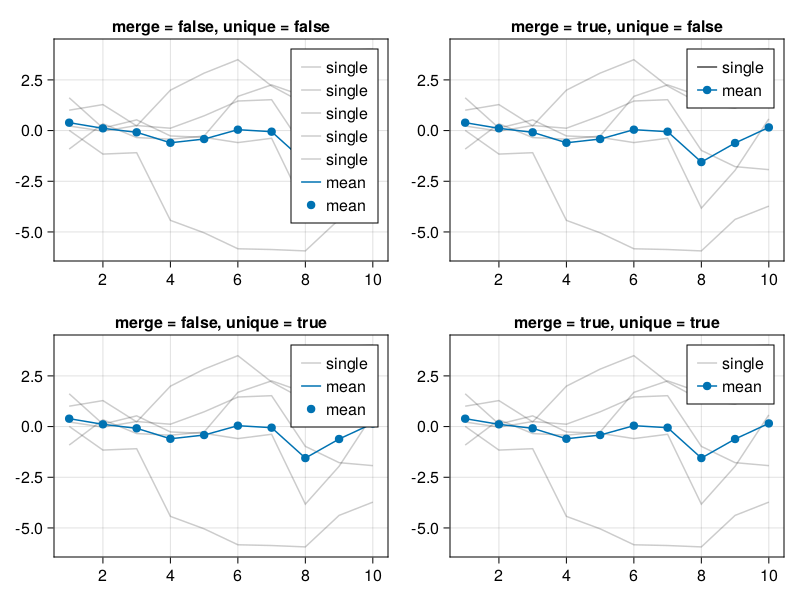 merge = false, unique = false
2.5
0.0
-2.5
-5.0
single
single
single
single
single
mean
mean
2 4 6 8 10
merge = true, unique = false
2.5
0.0
-2.5
-5.0
single
mean
2 4 6 8 10
merge = false, unique = true
2.5
0.0
-2.5
-5.0
single
mean
mean
2 4 6 8 10
merge = true, unique = true
2.5
0.0
-2.5
-5.0
single
mean
2 4 6 8 10